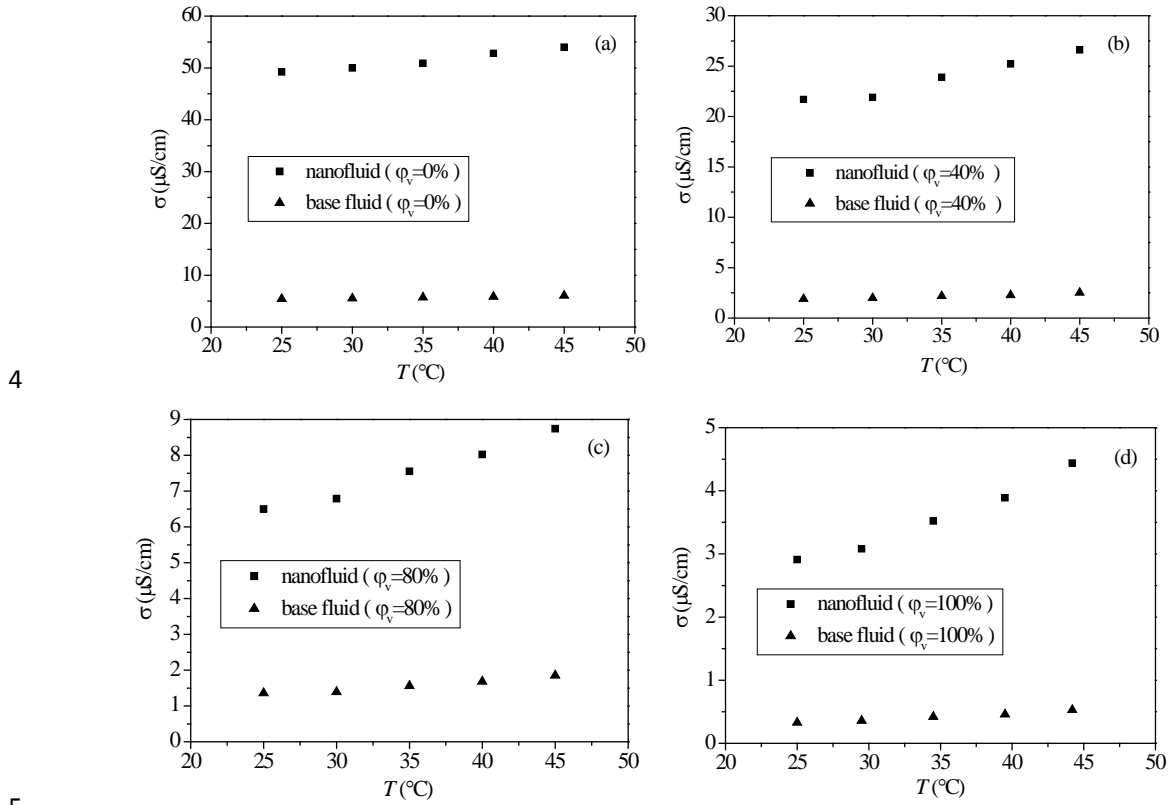 60
50
40
30
20
10
0
σ (µS/cm)
(a)
nanofluid ( φv=0% )
base fluid ( φv=0% )
20 25 30 35 40 45 50
T (°C)
30
25
20
15
10
5
0
σ (µS/cm)
(b)
nanofluid ( φv=40% )
base fluid ( φv=40% )
20 25 30 35 40 45 50
T (°C)
4
9
8
7
6
5
4
3
2
1
0
σ (µS/cm)
(c)
nanofluid ( φv=80% )
base fluid ( φv=80% )
20 25 30 35 40 45 50
T (°C)
5
4
3
2
1
0
σ (µS/cm)
(d)
nanofluid ( φv=100% )
base fluid ( φv=100% )
20 25 30 35 40 45 50
T (°C)